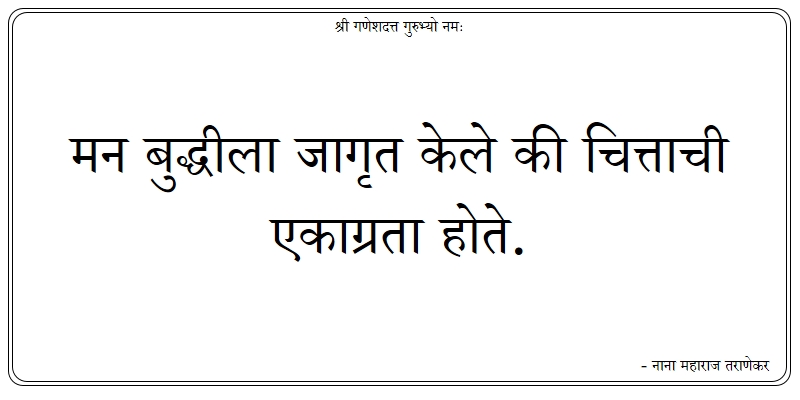 श्री गणेशदत्त गुरुभ्यो नमः
मन बुद्धीला जागृत केले की चित्ताची
एकाग्रता होते.
- नाना महाराज तराणेकर